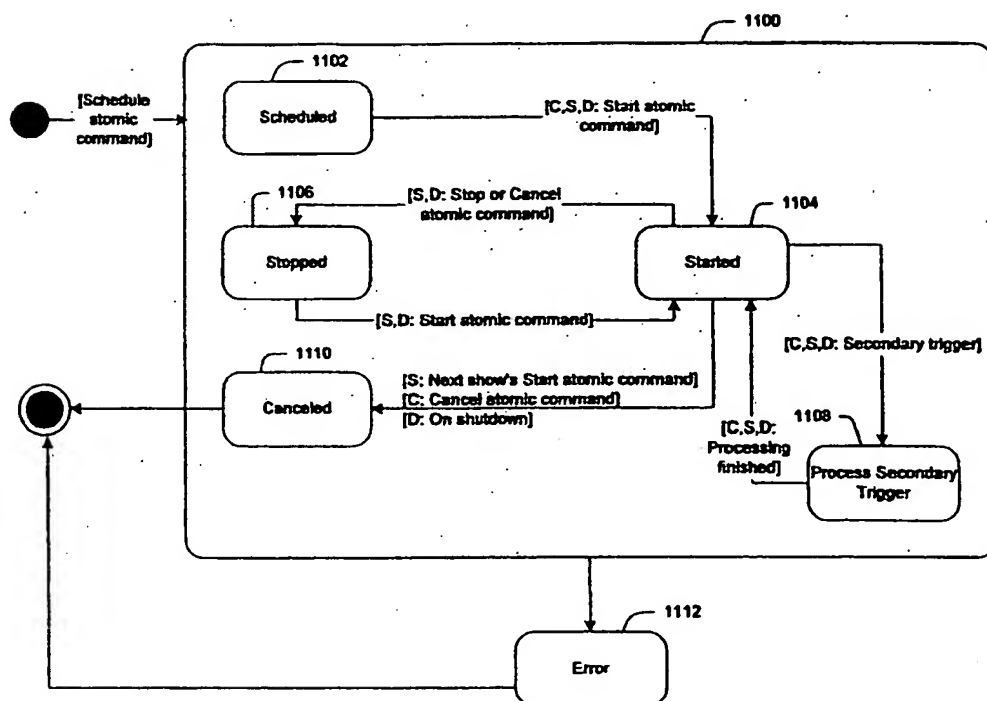 1100
1102
[Schedule
atomic
command]
Scheduled
[C,S,D: Start atomic
command]
1106
[S,D: Stop or Cancel
atomic command]
1104
Stopped
Started
[S,D: Start atomic command]
[C,S,D: Secondary trigger]
1110
[S: Next show's Start atomic command]
[C: Cancel atomic command]
[D: On shutdown]
Canceled
[C,S,D:
Processing
finished]
1108
Process Secondary
Trigger
1112
Error